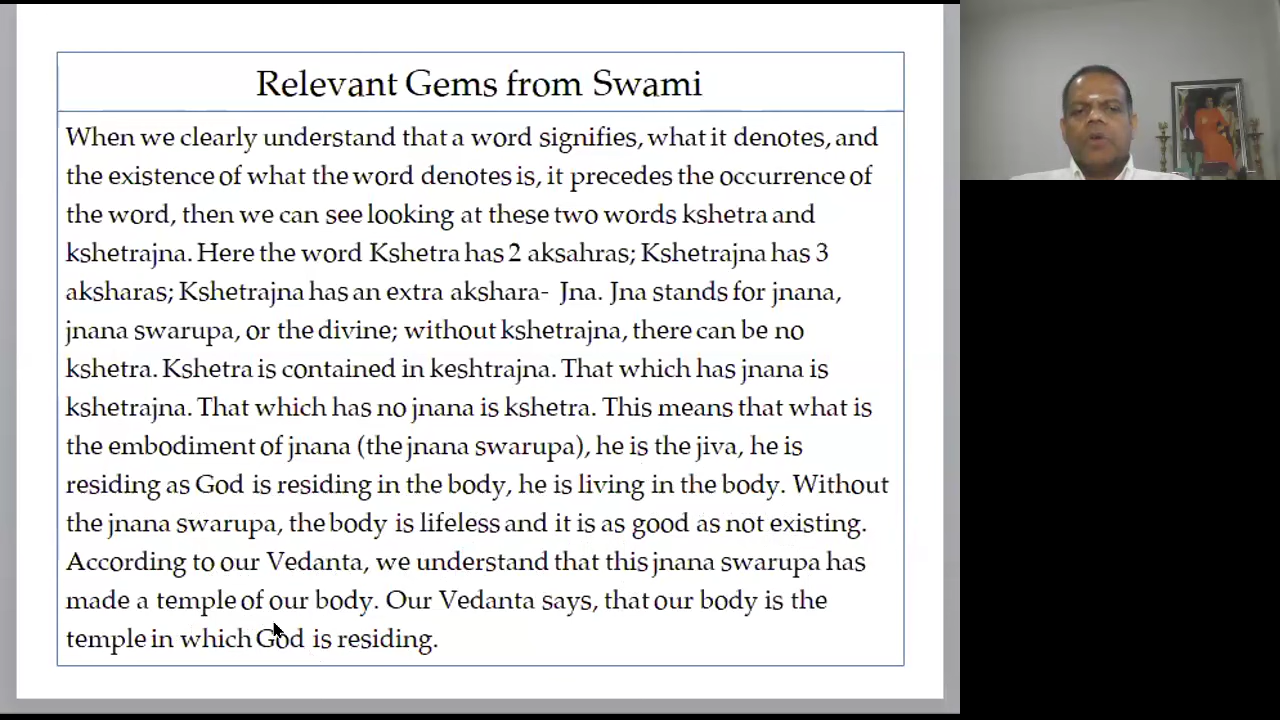 Relevant Gems from Swami
When we clearly understand that a word signifies, what it denotes, and
the existence of what the word denotes is, it precedes the occurrence of
the word, then we can see looking at these two words kshetra and
kshetrajna. Here the word Kshetra has 2 aksahras; Kshetrajna has 3
aksharas; Kshetrajna has an extra akshara- Jna. Jna stands for jnana,
jnana swarupa, or the divine; without kshetrajna, there can be no
kshetra. Kshetra is contained in keshtrajna. That which has jnana is
kshetrajna. That which has no jnana is kshetra. This means that what is
the embodiment of jnana (the jnana swarupa), he is the jiva, he is
residing as God is residing in the body, he is living in the body. Without
the jnana swarupa, the body is lifeless and it is as good as not existing.
According to our Vedanta, we understand that this jnana swarupa has
made a temple of our body. Our Vedanta says, that our body is the
temple in which God is residing.